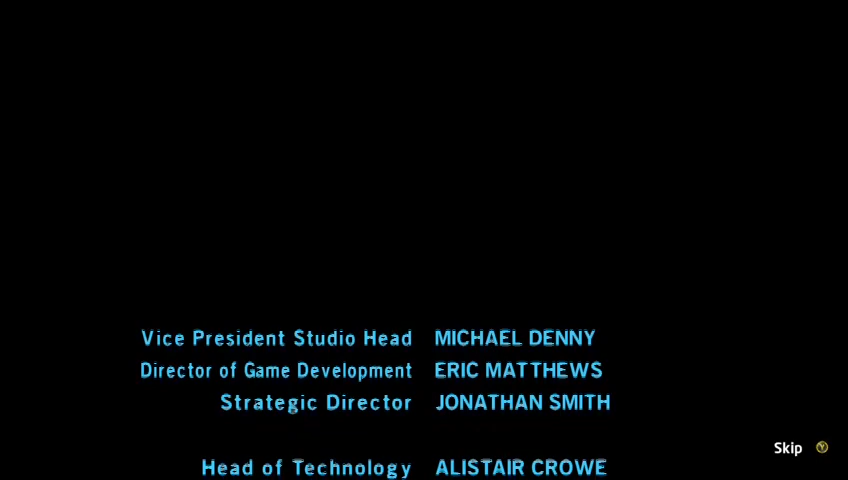 Vice President Studio Head MICHAEL DENNY
Director of Game Development ERIC MATTHEWS
Strategic Director JONATHAN SMITH
Skip Y
Head of Technology ALISTAIR CROWE